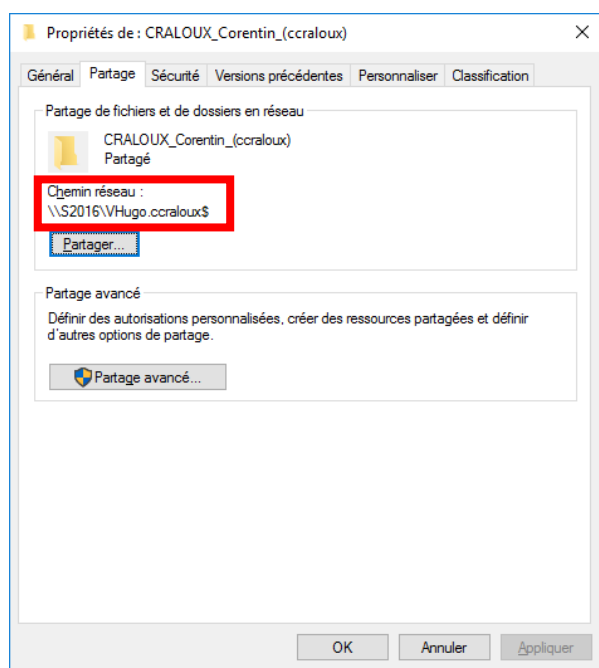 Propriétés de : CRALOUX_Corentin_(ccraloux)
Général Partage Sécurité Versions précédentes Personnaliser Classification
Partage de fichiers et de dossiers en réseau
CRALOUX_Corentin_(ccraloux)
Partagé
Chemin réseau :
\\S2016\VHugo.ccraloux$
Partager...
Partage avancé
Définir des autorisations personnalisées, créer des ressources partagées et définir
d'autres options de partage.
Partage avancé...
OK Annuler Appliquer